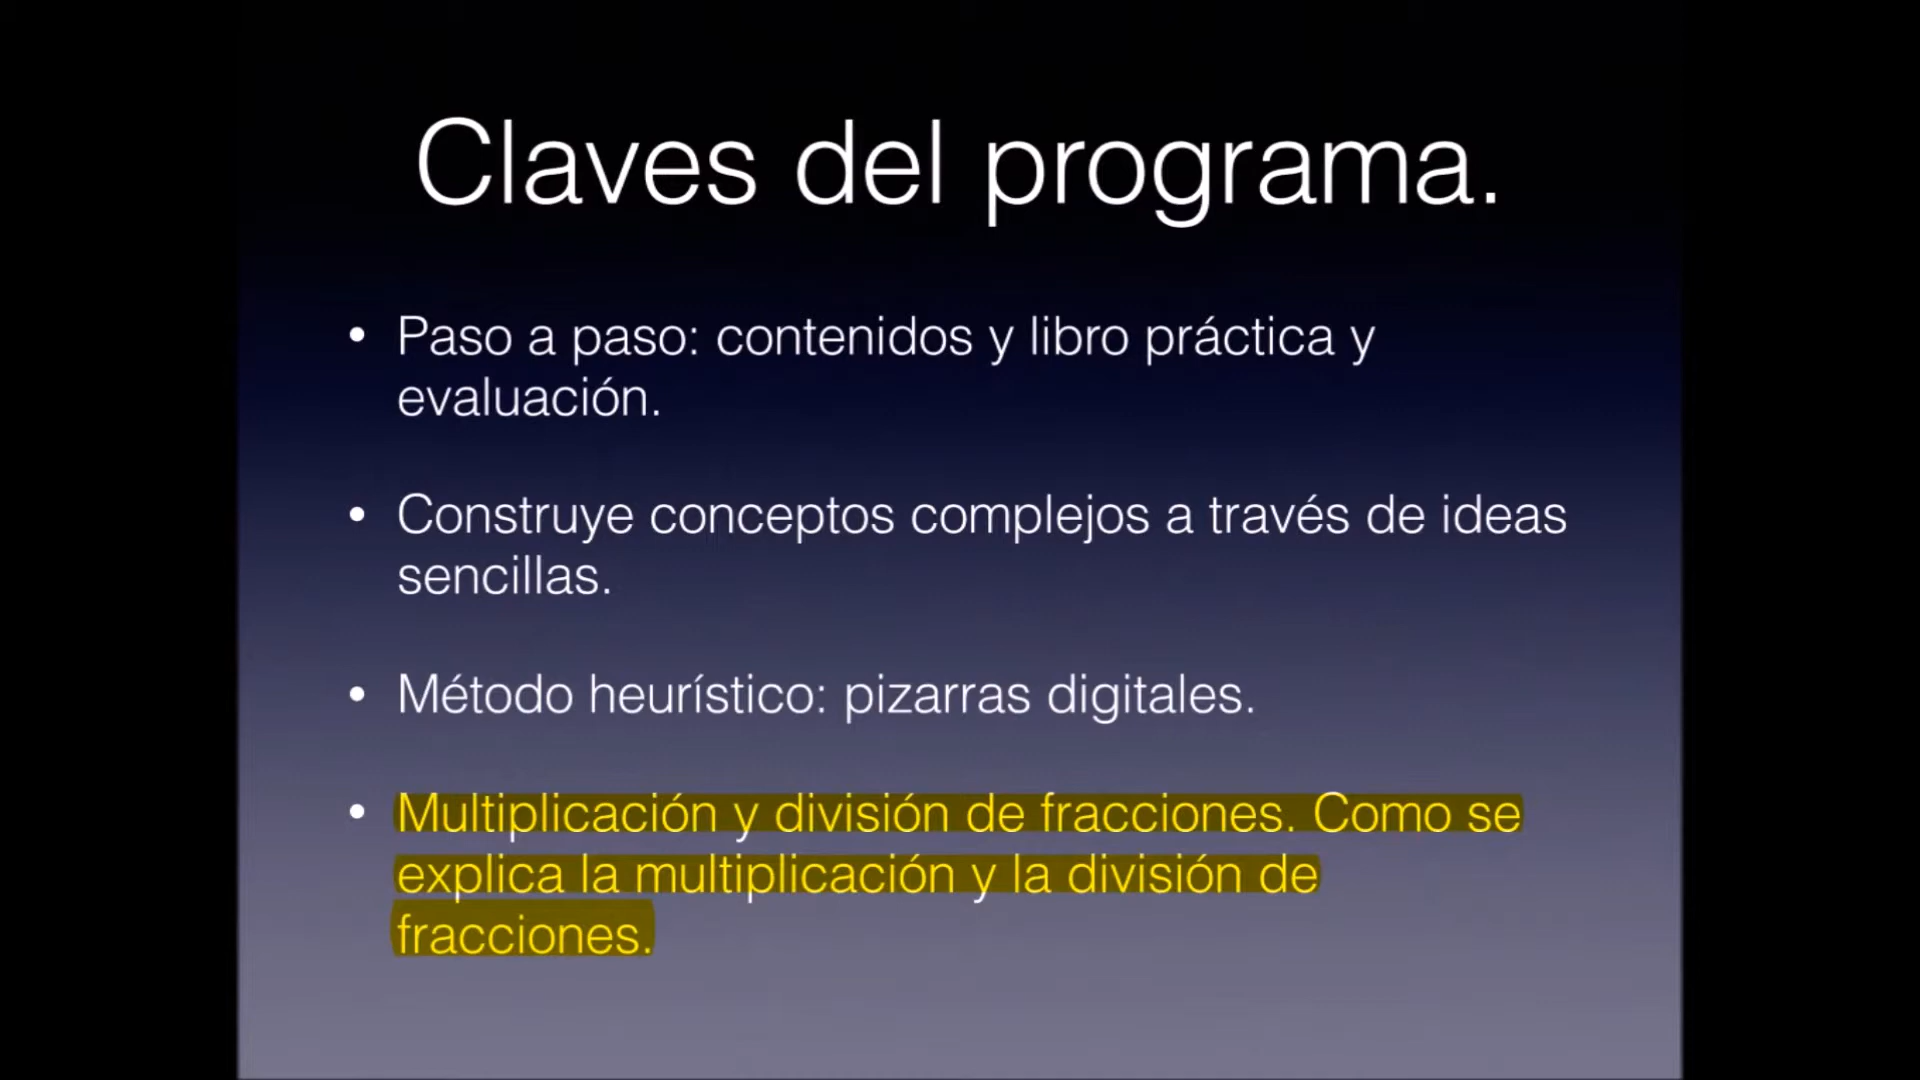 Claves del programa.
• Paso a paso: contenidos y libro práctica y
evaluación.
• Construye conceptos complejos a través de ideas
sencillas.
• Método heurístico: pizarras digitales.
• Multiplicación y división de fracciones. Como se
explica la multiplicación y la división de
fracciones.